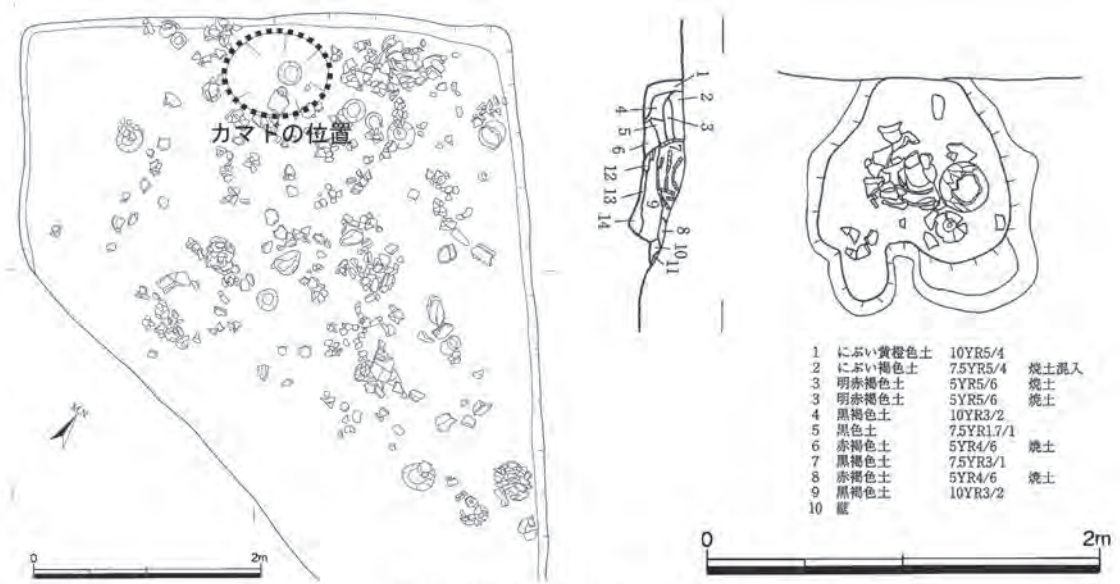 カマトの位置
M.N
0 2m
1
2
3
4
5
6
7
12
13
9
14
8
10
11
1 にぶい黄橙色土 10YR5/4
2 にぶい褐色土 7.5YR5/4 焼土混入
3 明赤褐色土 5YR5/6 焼土
3 明赤褐色土 5YR5/6 焼土
4 黒褐色土 10YR3/2
5 黒色土 7.5YR1.7/1
6 赤褐色土 5YR4/6 焼土
7 黒褐色土 7.5YR3/1
8 赤褐色土 5YR4/6 焼土
9 黒褐色土 10YR3/2
10
0 2m